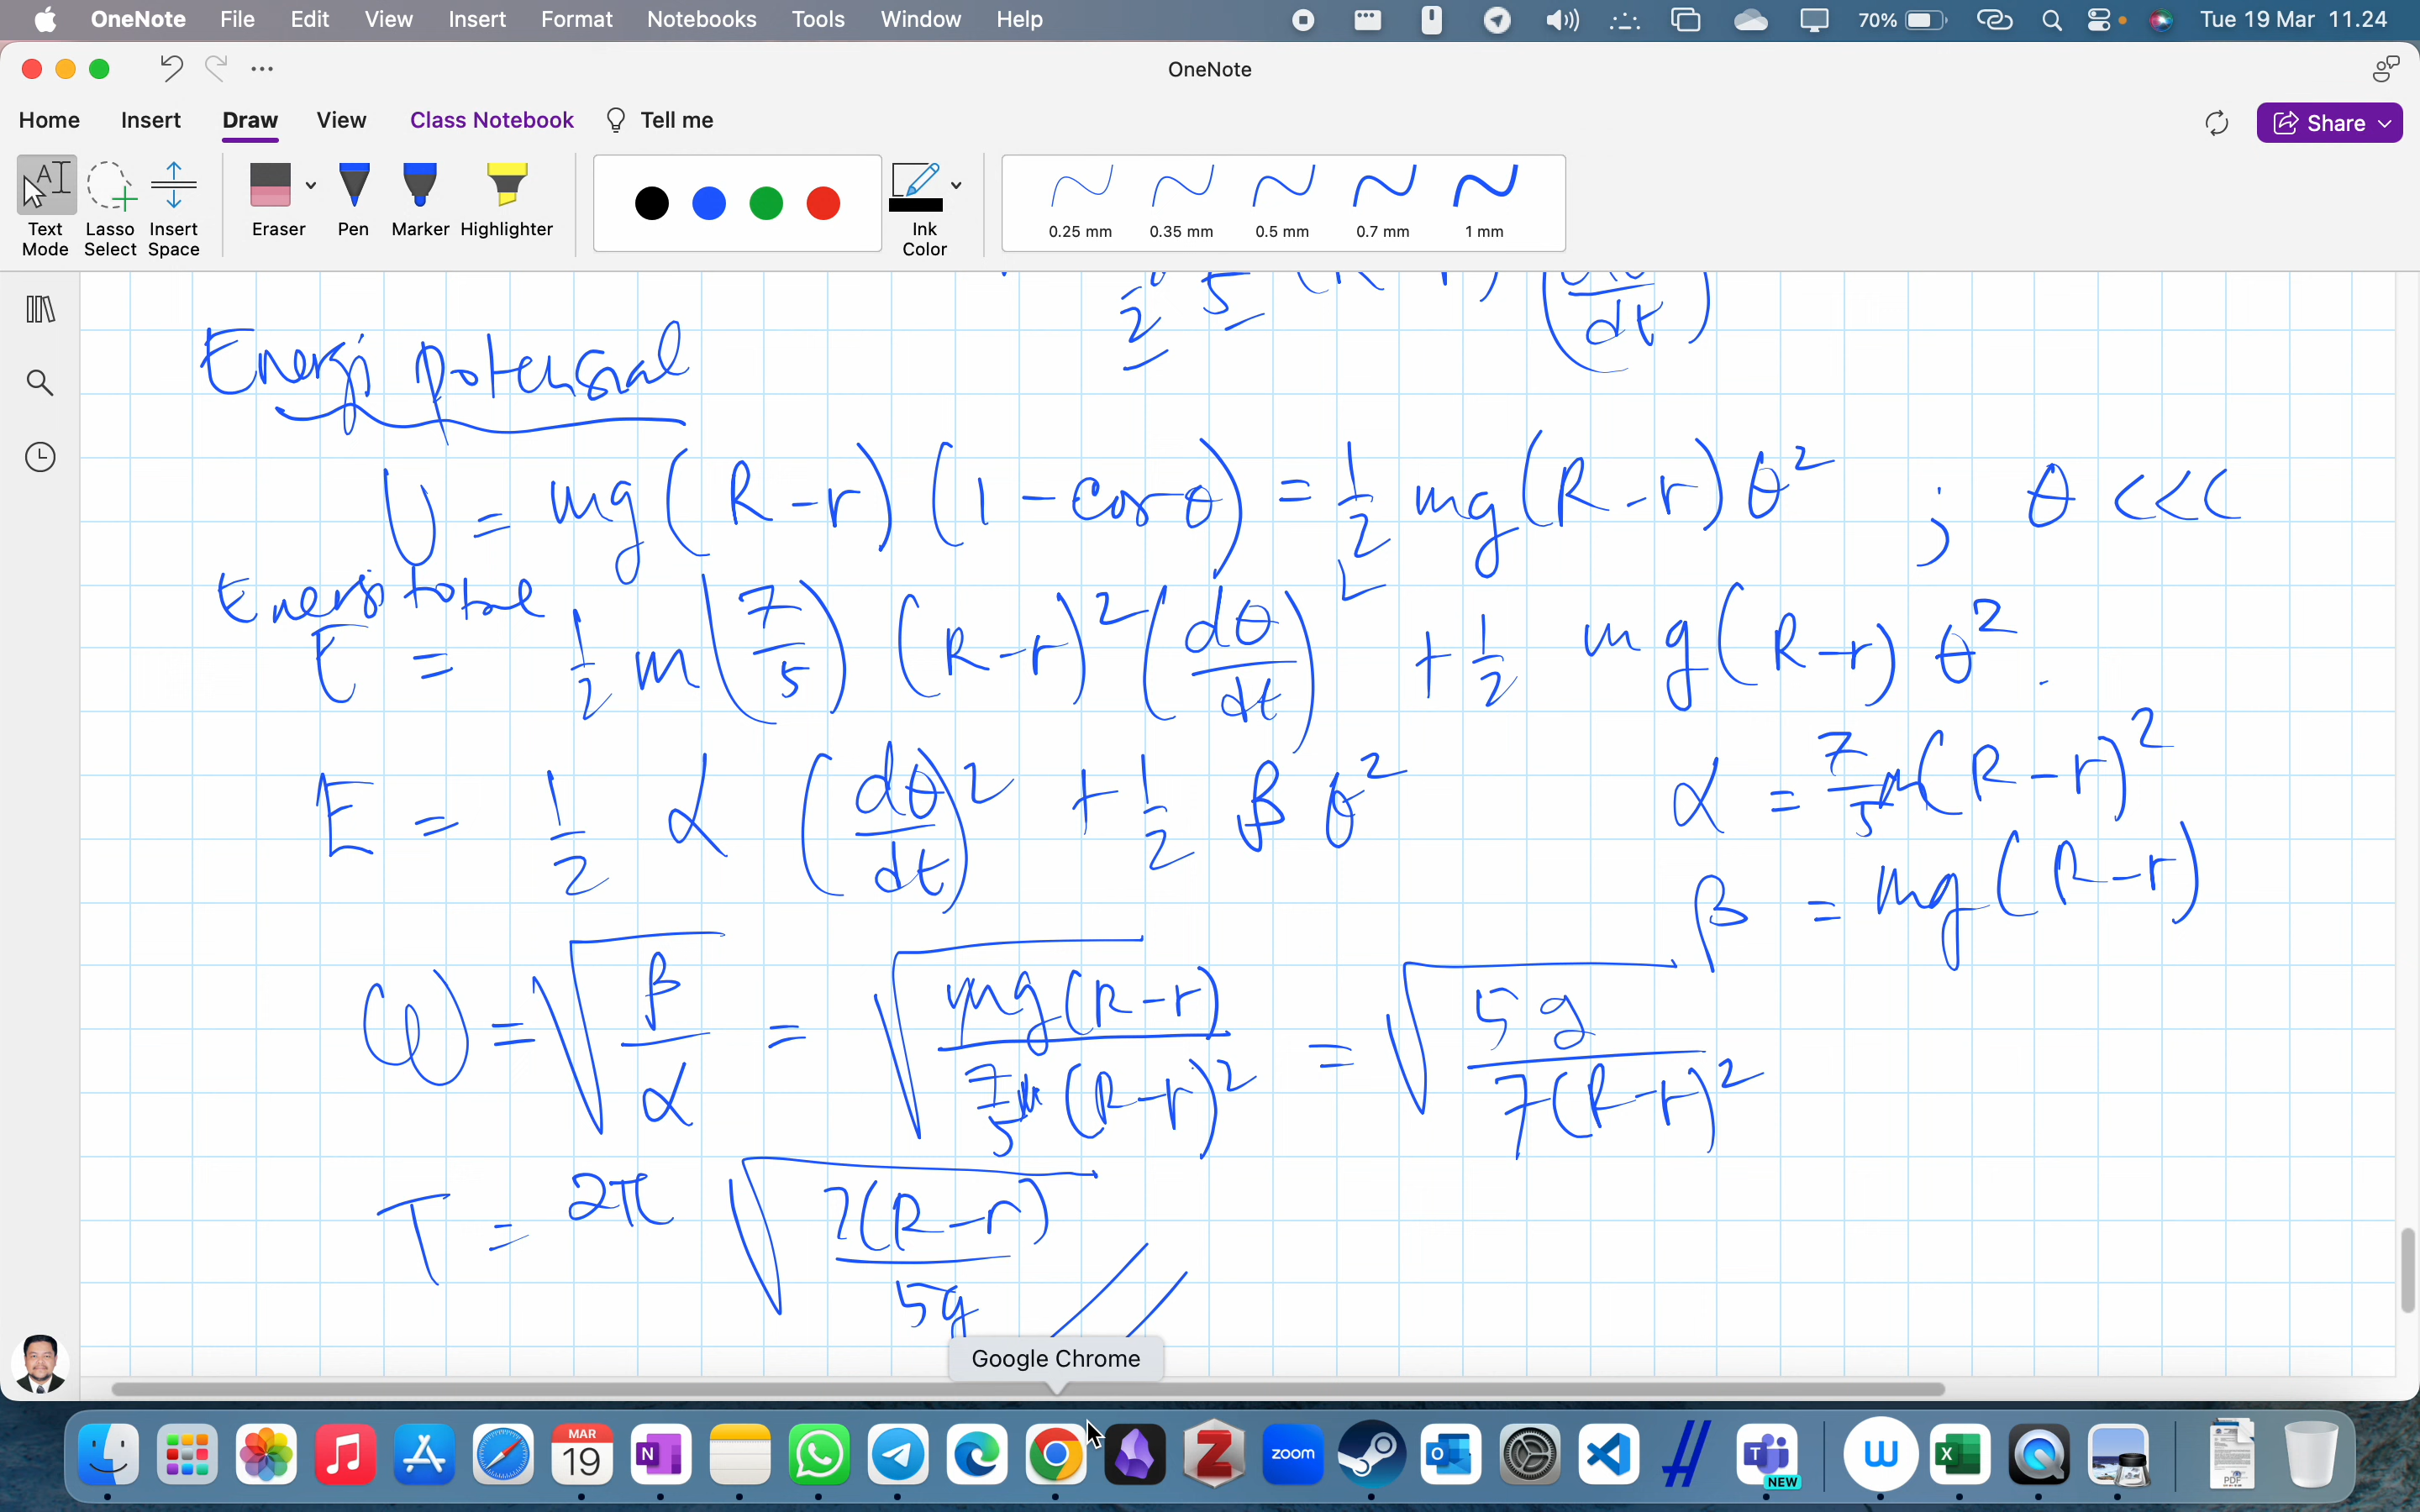 OneNote File Edit View Insert Format Notebooks Tools Window Help 70% Tue 19 Mar 11.24
OneNote
Home Insert Draw View Class Notebook Tell me Share
Text Mode Lasso Select Insert Space Eraser Pen Marker Highlighter Ink Color 0.25 mm 0.35 mm 0.5 mm 0.7 mm 1 mm
Energi potensial
U = mg (R - r) (1 - cos θ) = 1/2 mg (R - r) θ² ; θ <<<
Energi total
E = 1/2 m (7/5) (R - r)² (dθ/dt)² + 1/2 mg (R - r) θ².
E = 1/2 α (dθ/dt)² + 1/2 β θ²
α = 7/5 m (R - r)²
β = mg (R - r)
ω = √(β/α) = √(mg(R - r) / 7/5 m (R - r)²) = √(5g / 7(R - r)²)
T = 2π √(7(R - r) / 5g)
Google Chrome
MAR
19
zoom
NEW
PDF